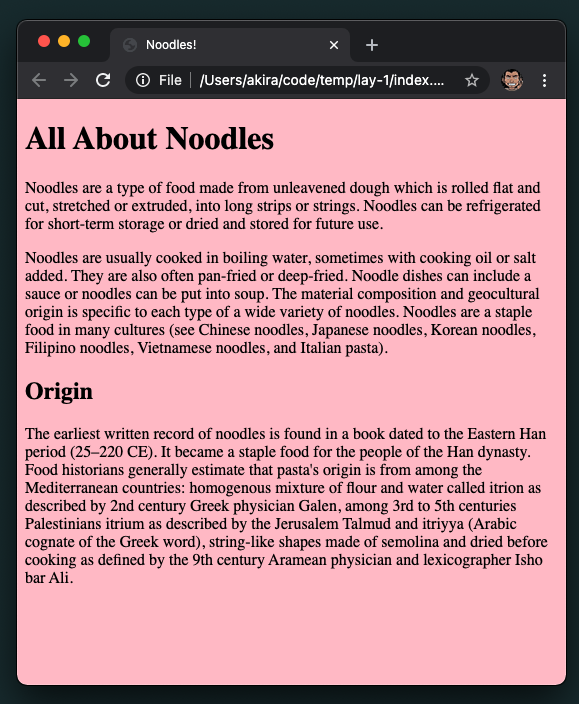 Noodles!
File
/Users/akira/code/temp/lay-1/index....
All About Noodles
Noodles are a type of food made from unleavened dough which is rolled flat and
cut, stretched or extruded, into long strips or strings. Noodles can be refrigerated
for short-term storage or dried and stored for future use.
Noodles are usually cooked in boiling water, sometimes with cooking oil or salt
added. They are also often pan-fried or deep-fried. Noodle dishes can include a
sauce or noodles can be put into soup. The material composition and geocultural
origin is specific to each type of a wide variety of noodles. Noodles are a staple
food in many cultures (see Chinese noodles, Japanese noodles, Korean noodles,
Filipino noodles, Vietnamese noodles, and Italian pasta).
Origin
The earliest written record of noodles is found in a book dated to the Eastern Han
period (25–220 CE). It became a staple food for the people of the Han dynasty.
Food historians generally estimate that pasta's origin is from among the
Mediterranean countries: homogenous mixture of flour and water called itrion as
described by 2nd century Greek physician Galen, among 3rd to 5th centuries
Palestinians itrium as described by the Jerusalem Talmud and itriyya (Arabic
cognate of the Greek word), string-like shapes made of semolina and dried before
cooking as defined by the 9th century Aramean physician and lexicographer Isho
bar Ali.